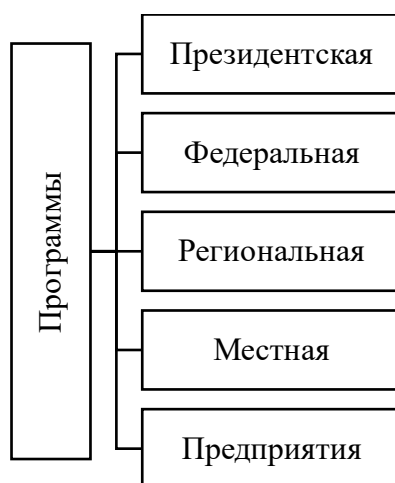 Программы
Президентская
Федеральная
Региональная
Местная
Предприятия